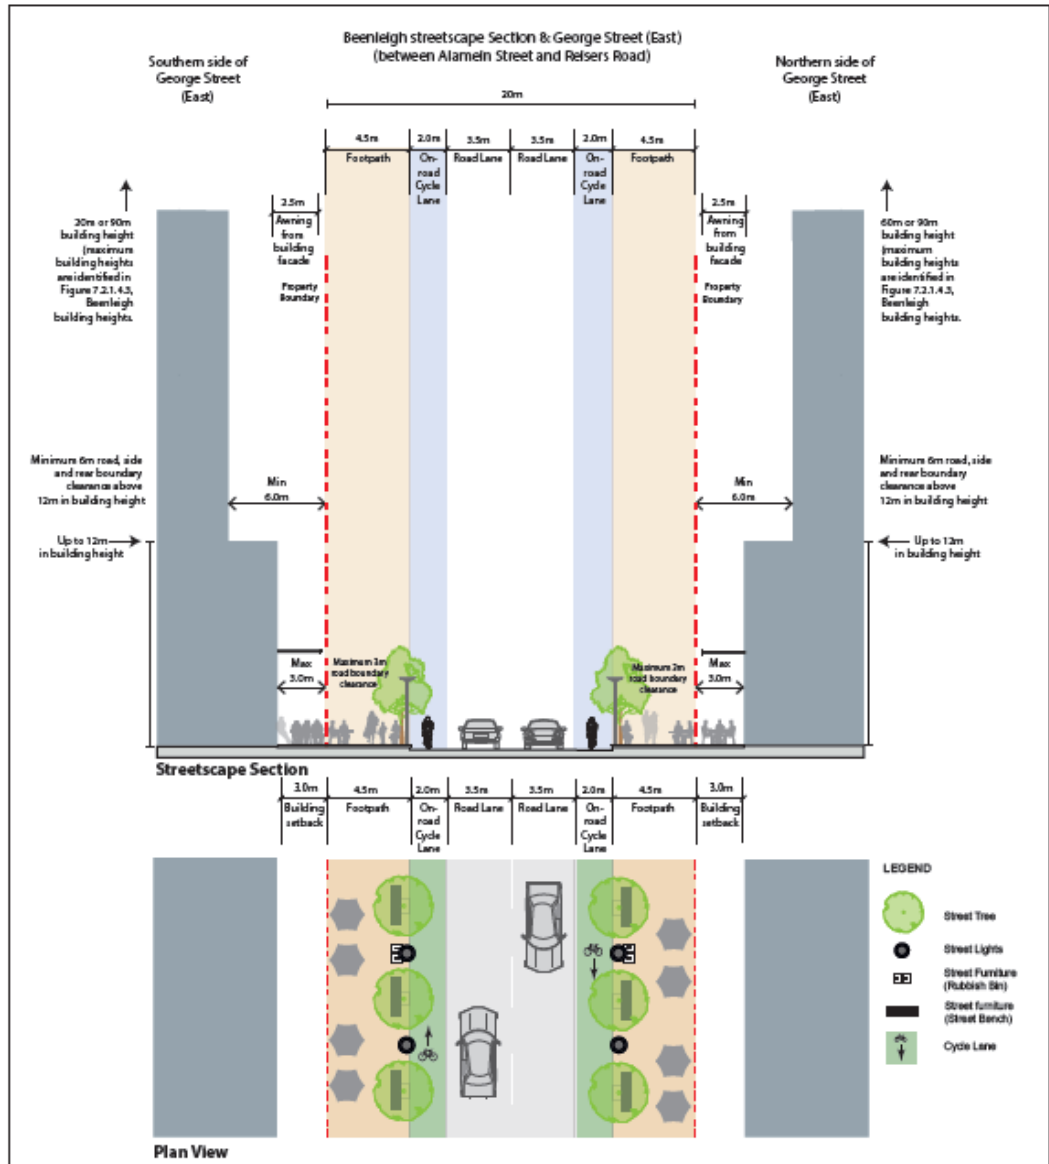 Beenleigh streetscape Section & George Street (East)
(between Alamein Street and Reisers Road)
Southern side of
George Street
(East)
Northern side of
George Street
(East)
20m
4.5m
2.0m
3.5m
3.5m
2.0m
4.5m
Footpath
On-
road
Cycle
Lane
Road Lane
Road Lane
On-
road
Cycle
Lane
Footpath
2.5m
Awning
from
building
facade
Property
Boundary
2.5m
Awning
from
building
facade
Property
Boundary
building height
(maximum
building heights
are identified in
Figure 7.2.1.4.3,
Beenleigh
building heights.
60m or 90m
building height
(maximum
building heights
are identified in
Figure 7.2.1.4.3,
Beenleigh
building heights.
Minimum 6m road, side
and rear boundary
clearance above
12m in building height
Min
6.0m
Min
6.0m
Minimum 6m road, side
and rear boundary
clearance above
12m in building height
Up to 12m
in building height
Up to 12m
in building height
Max
3.0m
Maximum 3m
road boundary
clearance
Maximum 3m
road boundary
clearance
Max
3.0m
Streetscape Section
3.0m
4.5m
2.0m
3.5m
3.5m
2.0m
4.5m
3.0m
Building
setback
Footpath
On-
road
Cycle
Lane
Road Lane
Road Lane
On-
road
Cycle
Lane
Footpath
Building
setback
LEGEND
Street Tree
Street Lights
Street Furniture
(Rubbish Bin)
Street furniture
(Street Bench)
Cycle Lane
Plan View